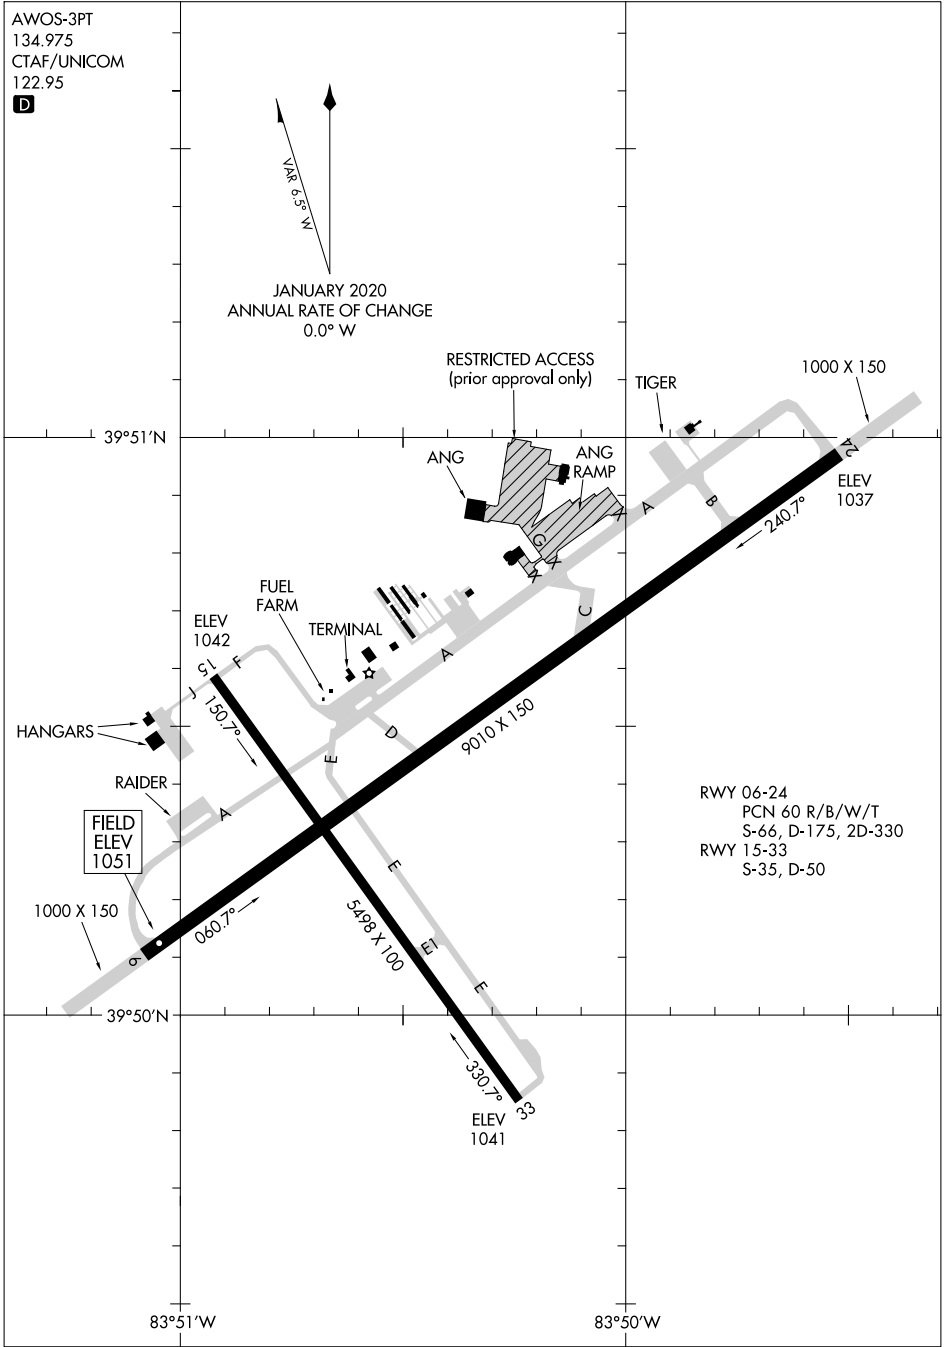 AWOS-3PT
134.975
CTAF/UNICOM
122.95
D
VAR 6.5° W
JANUARY 2020
ANNUAL RATE OF CHANGE
0.0° W
RESTRICTED ACCESS
(prior approval only)
TIGER
1000 X 150
39°51'N
ANG
ANG
RAMP
24
ELEV
1037
240.7°
X
A
B
G
X
X
C
FUEL
FARM
TERMINAL
ELEV
1042
15
F
J
A
150.7°
HANGARS
D
E
9010 X 150
RAIDER
A
FIELD
ELEV
1051
RWY 06-24
PCN 60 R/B/W/T
S-66, D-175, 2D-330
RWY 15-33
S-35, D-50
E
1000 X 150
060.7°
5498 X 100
E1
6
E
39°50'N
330.7°
33
ELEV
1041
83°51'W
83°50'W